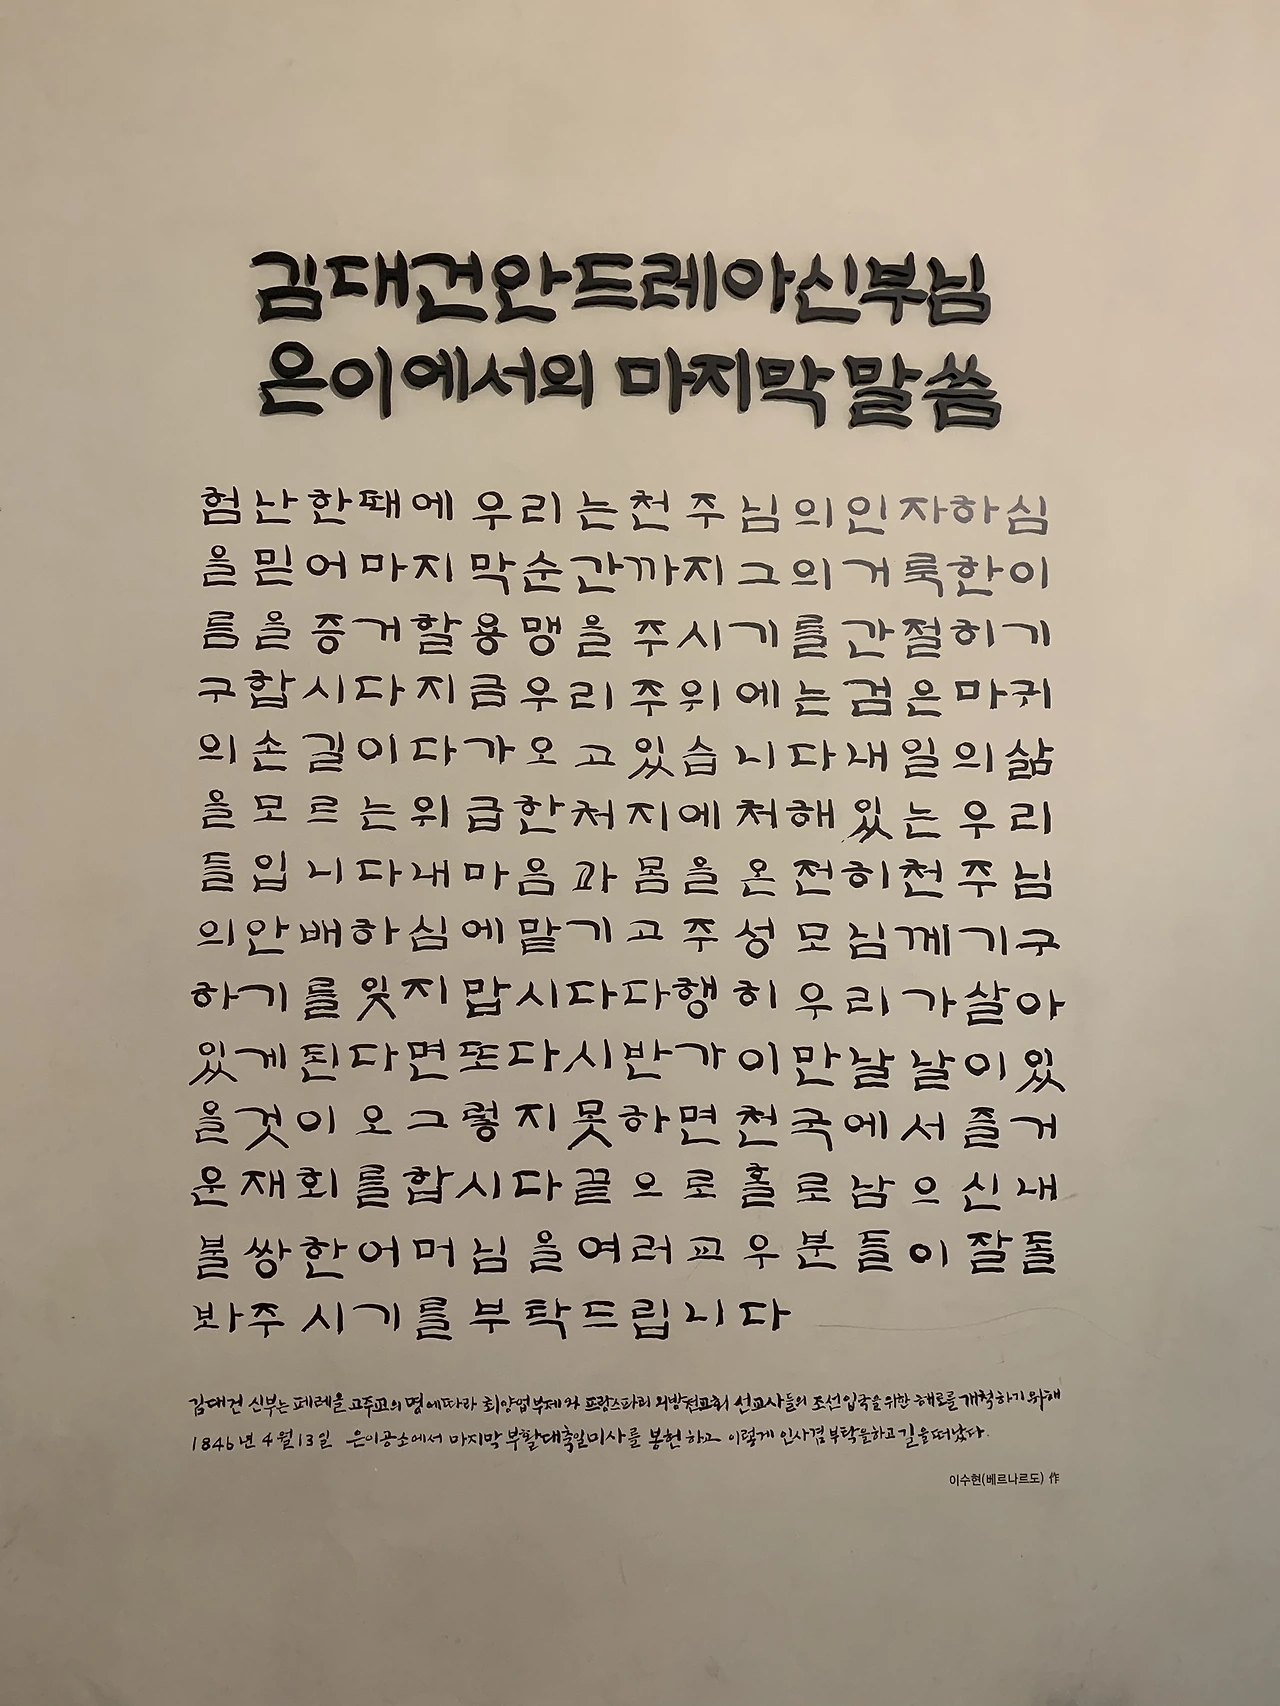 김대건안드레아신부님
은이에서의 마지막 말씀
험난한때에 우리는천주님의인자하심
을믿어마지막순간까지그의거룩한이
름을증거할용맹을 주시기를간절히기
구합시다지금우리주위에는검은마귀
의손길이다가오고있습니다내일의삶
을모르는위급한처지에처해있는우리
들입니다내마음과몸을온전히천주님
의안배하심에맡기고주성모님께기구
하기를잊지맙시다다행히우리가살아
있게된다면또다시반가이만날날이있
을것이오그렇지못하면천국에서즐거
운재회를합시다끝으로홀로남으신내
불쌍한어머님을여러교우분들이잘돌
봐주시기를부탁드립니다
김대건 신부는 페레올 고주교의 명에따라 최양업부제와 프랑스파리 외방전교회 선교사들의 조선입국을 위한 해로를 개척하기위해
1846년 4월13일 은이공소에서 마지막 부활대축일미사를 봉헌하고 이렇게 인사겸 부탁을하고 길을떠났다.
이수현(베르나르도) 作